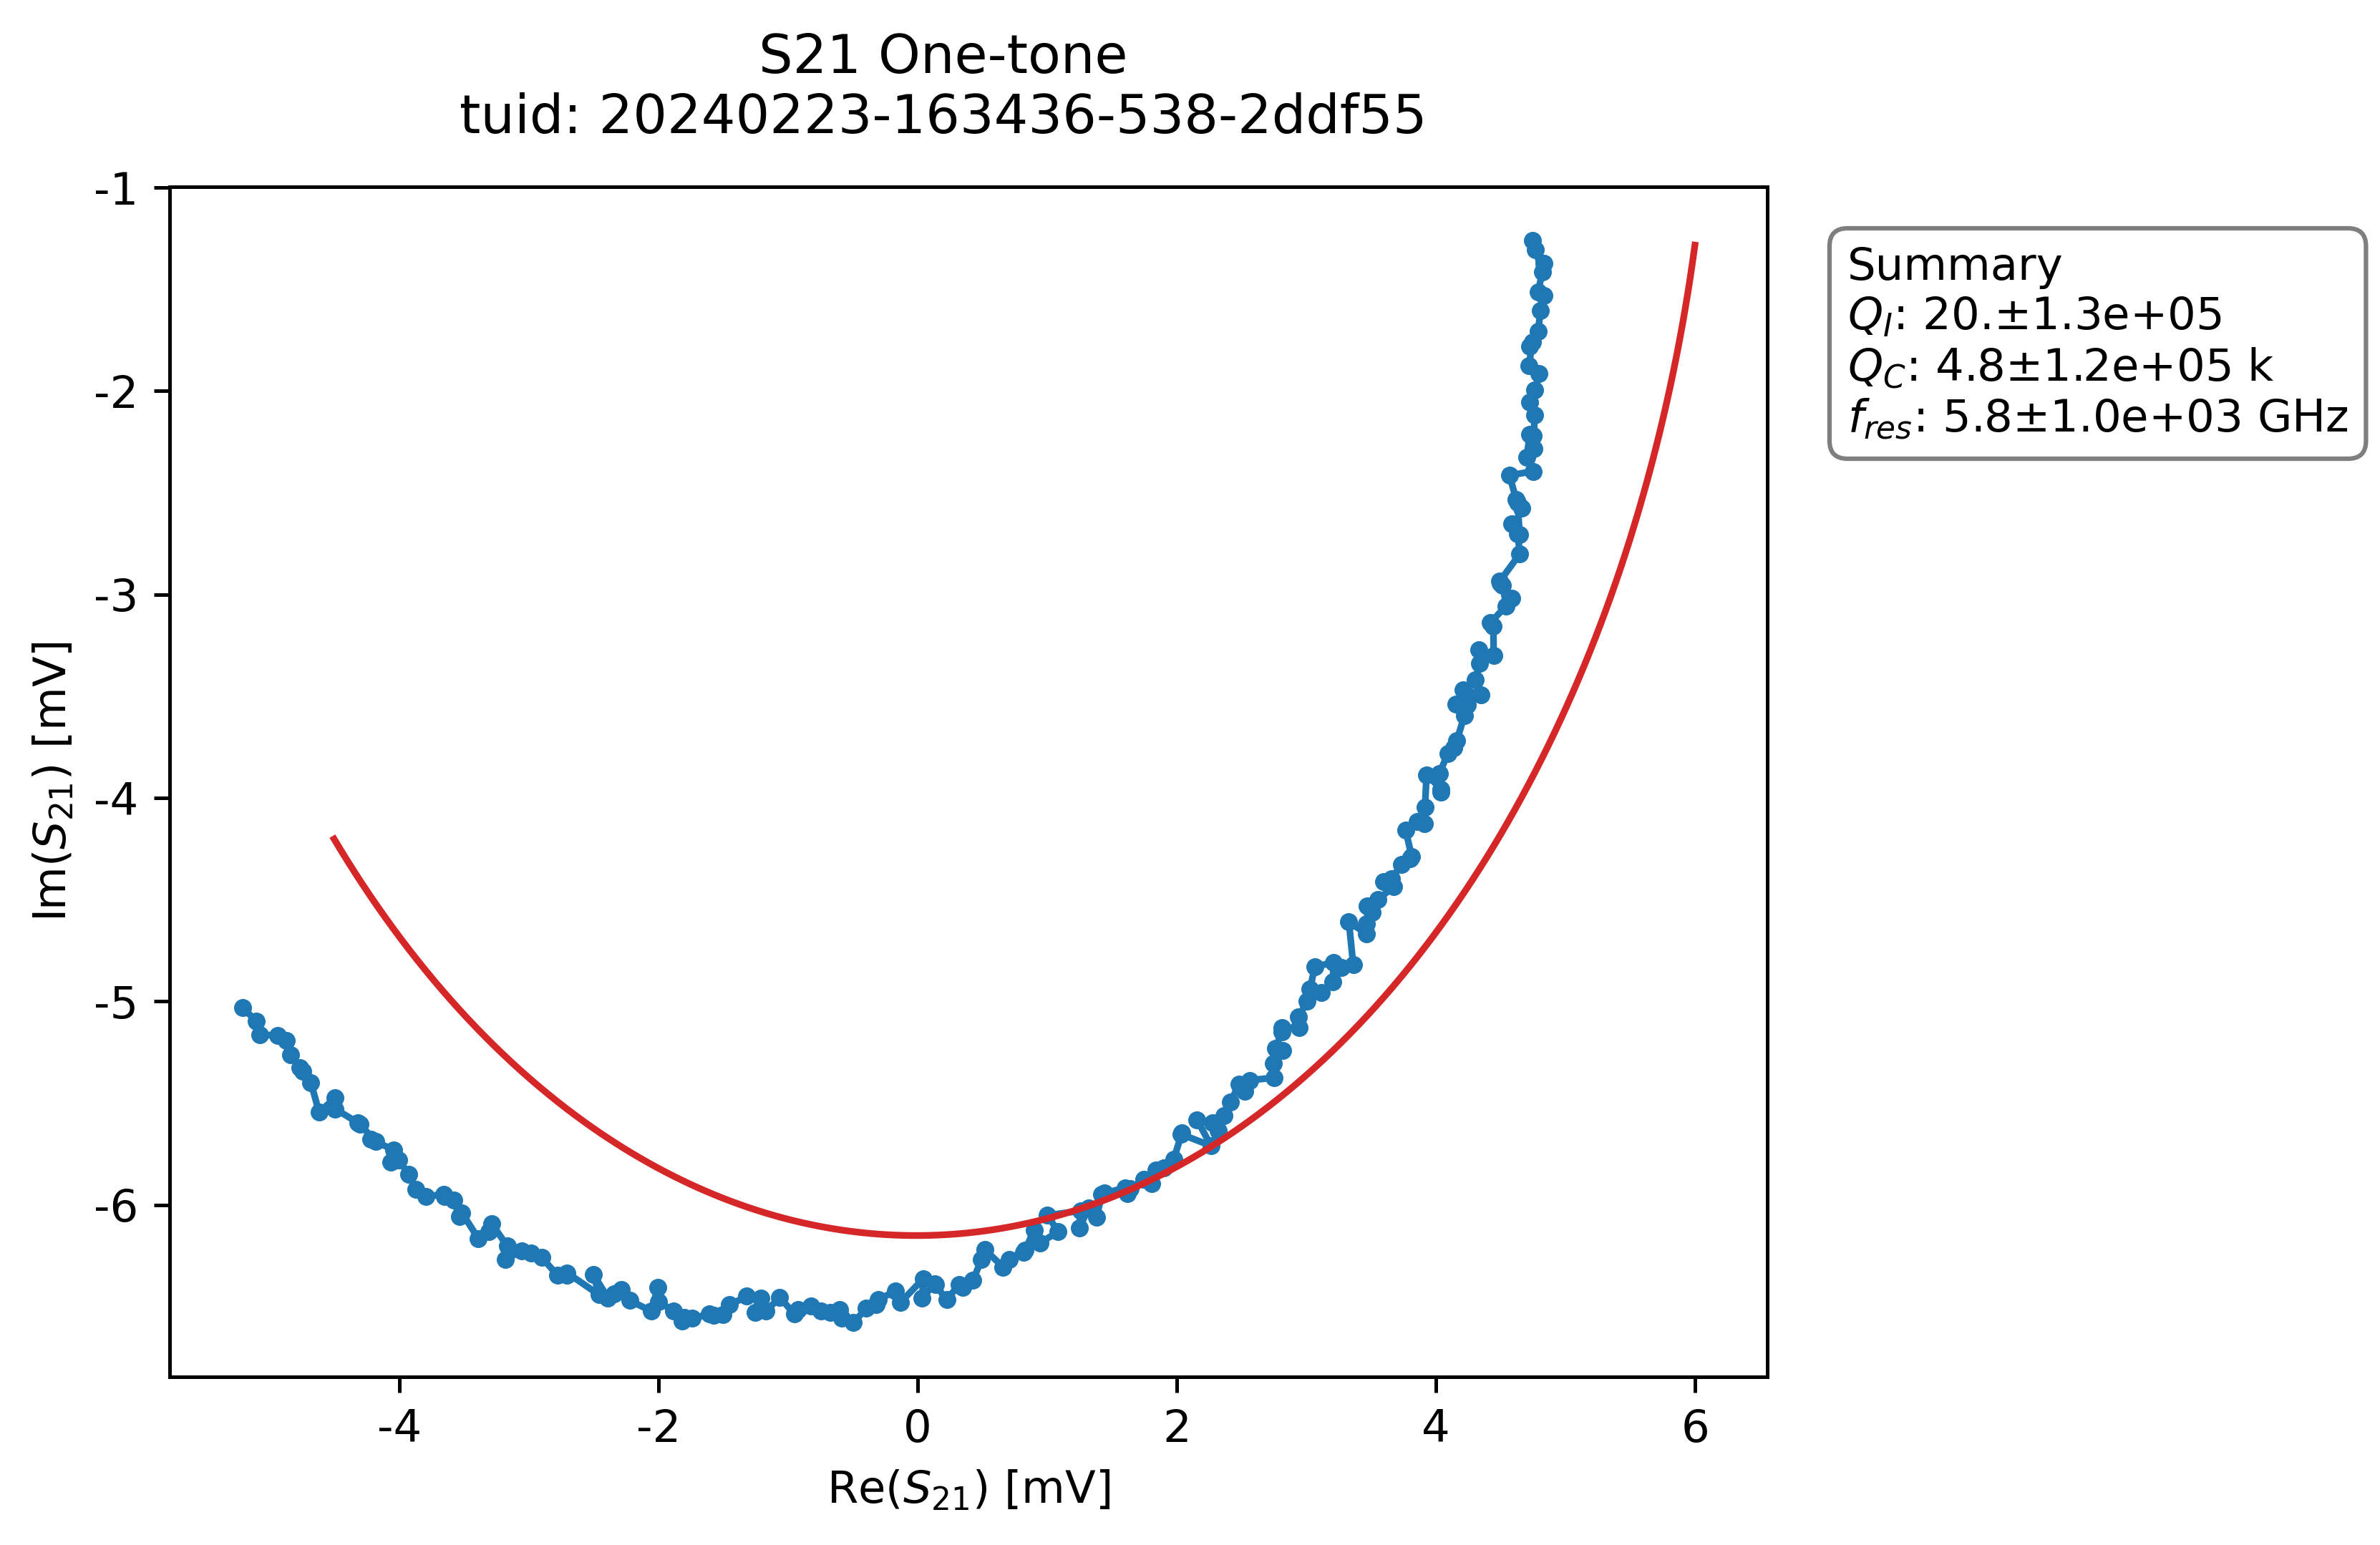 S21 One-tone
tuid: 20240223-163436-538-2ddf55
-1
-2
-3
-4
-5
-6
Im(S21) [mV]
-4 -2 0 2 4 6
Re(S21) [mV]
Summary
QI: 20.±1.3e+05
QC: 4.8±1.2e+05 k
fres: 5.8±1.0e+03 GHz